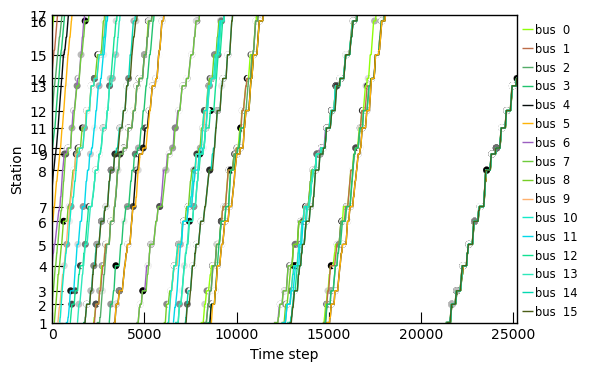 17
16
15
14
13
12
11
10
9
8
7
6
5
4
3
2
1
Station
0
5000
10000
15000
20000
25000
Time step
bus 0
bus 1
bus 2
bus 3
bus 4
bus 5
bus 6
bus 7
bus 8
bus 9
bus 10
bus 11
bus 12
bus 13
bus 14
bus 15